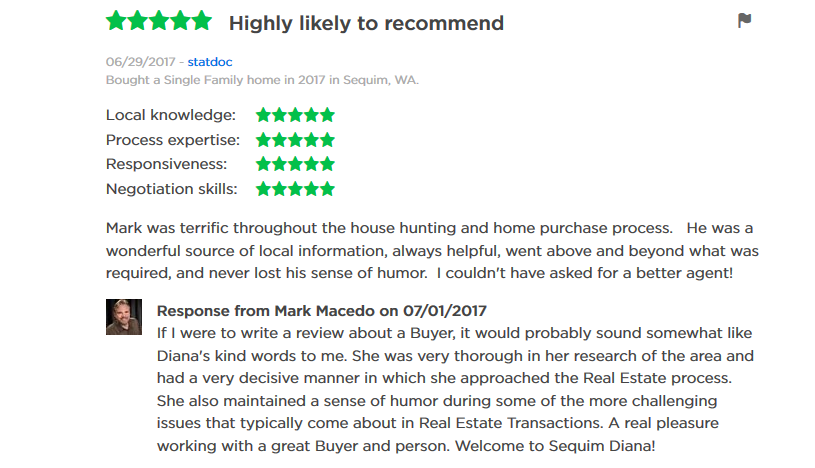 Highly likely to recommend
06/29/2017 - statdoc
Bought a Single Family home in 2017 in Sequim, WA.
Local knowledge:
Process expertise:
Responsiveness:
Negotiation skills:
Mark was terrific throughout the house hunting and home purchase process.   He was a
wonderful source of local information, always helpful, went above and beyond what was
required, and never lost his sense of humor.  I couldn't have asked for a better agent!
Response from Mark Macedo on 07/01/2017
If I were to write a review about a Buyer, it would probably sound somewhat like
Diana's kind words to me. She was very thorough in her research of the area and
had a very decisive manner in which she approached the Real Estate process.
She also maintained a sense of humor during some of the more challenging
issues that typically come about in Real Estate Transactions. A real pleasure
working with a great Buyer and person. Welcome to Sequim Diana!